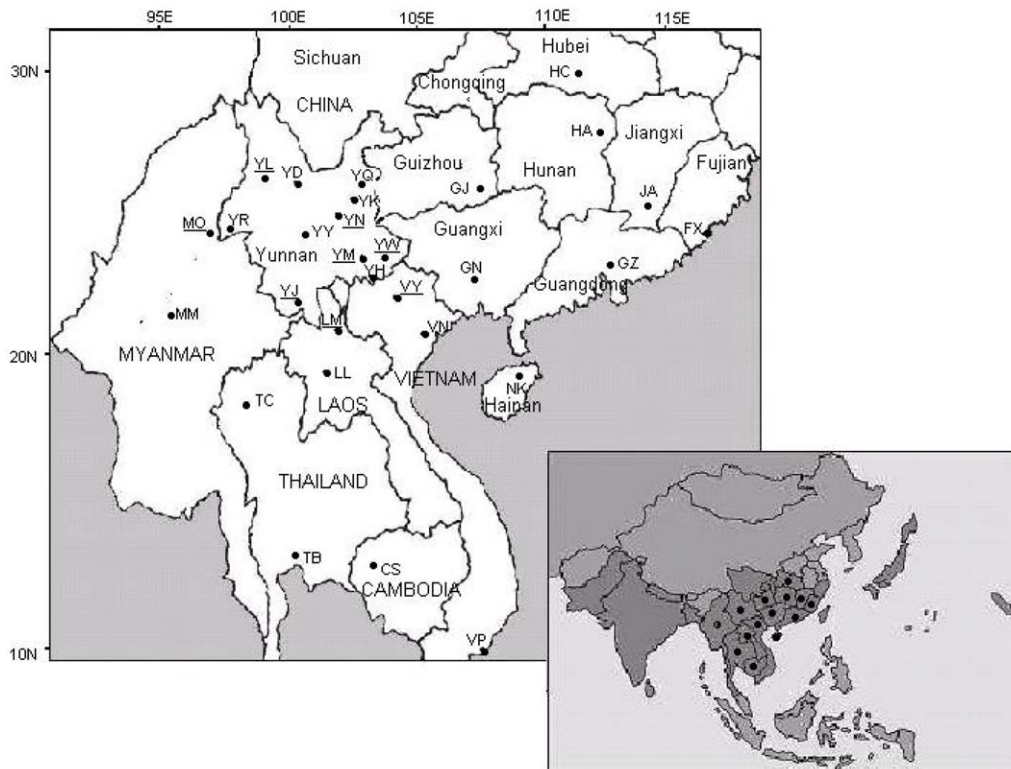 95E 100E 105E 110E 115E
30N
20N
10N
Hubei
HC
Sichuan
Chongqing
CHINA
HA
Jiangxi
Guizhou
Fujian
YL
YD
YQ
Hunan
GJ
YK
JA
MO
YR
YN
YY
Guangxi
FX
Yunnan
YM
YW
YH
GN
GZ
Guangdong
YJ
VY
MM
LM
VN
MYANMAR
LL
VIETNAM
NK
TC
LAOS
Hainan
THAILAND
TB
CS
CAMBODIA
VP